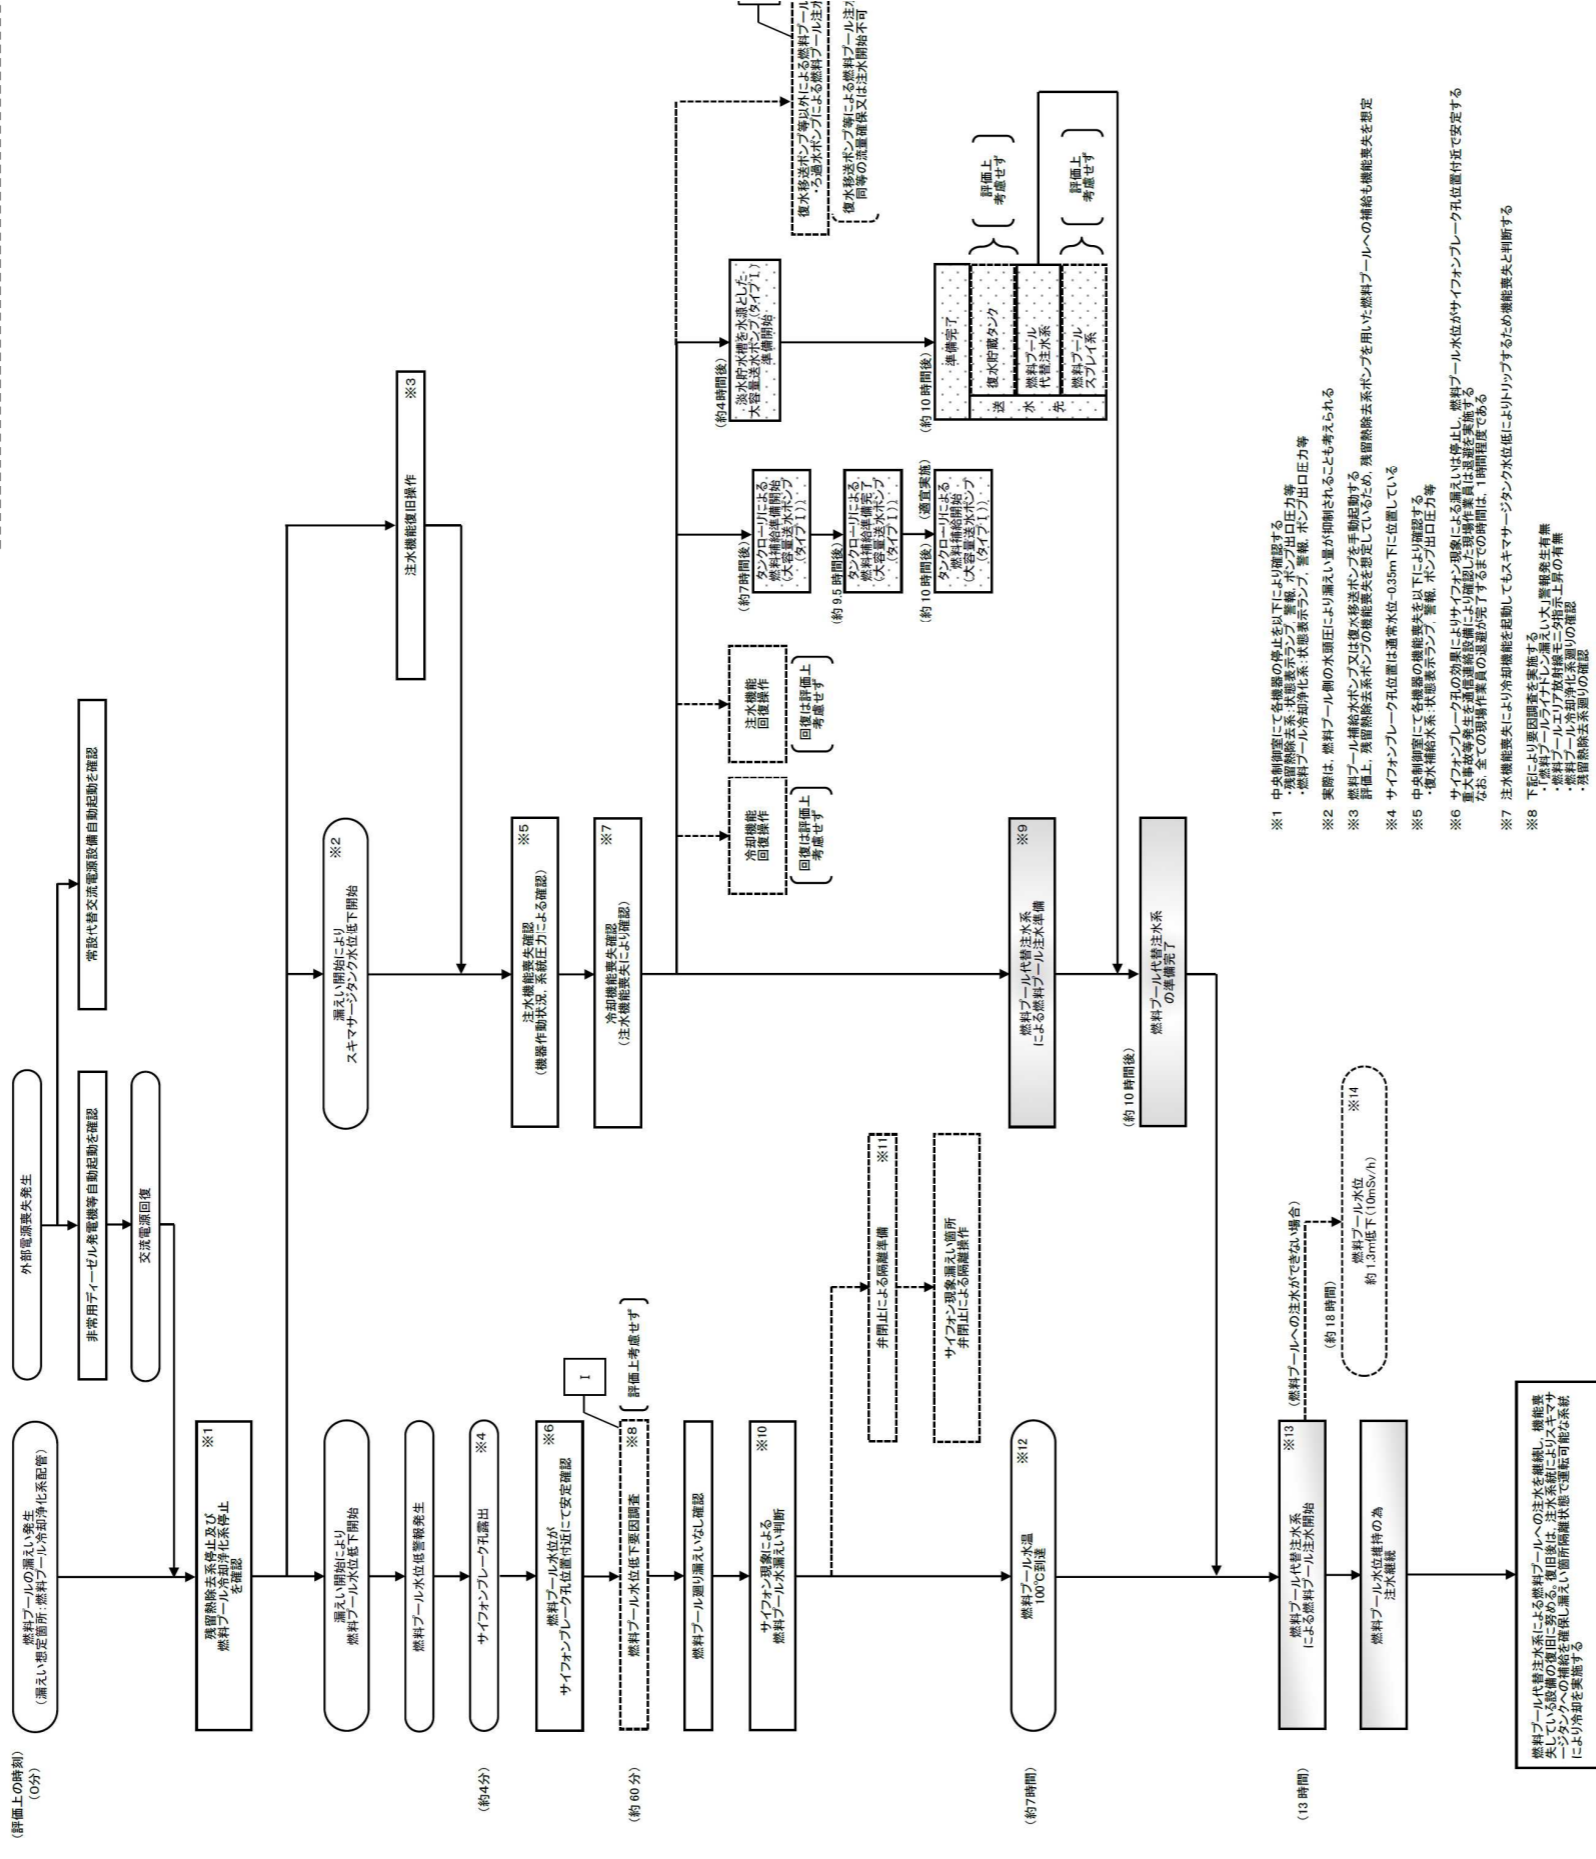 (評価上の時刻)
(0分)
燃料プールの漏えい発生
(漏えい想定箇所:燃料プール冷却浄化系配管)
外部電源喪失発生
非常用ディーゼル発電機等自動起動を確認
常設代替交流電源設備自動起動を確認
交流電源回復
残留熱除去系停止及び
燃料プール冷却浄化系停止
を確認
※1
漏えい開始により
燃料プール水位低下開始
漏えい開始により
スキマサージタンク水位低下開始
※2
注水機能復旧操作
※3
燃料プール水位低警報発生
(約4分)
サイフォンブレーク孔露出
※4
燃料プール水位が
サイフォンブレーク孔位置付近にて安定確認
※6
注水機能喪失確認
(機器作動状況、系統圧力による確認)
※5
I
(約 60 分)
燃料プール水位低下要因調査
※8
評価上考慮せず
冷却機能喪失確認
(注水機能喪失により確認)
※7
燃料プール廻り漏えいなし確認
サイフォン現象による
燃料プール水漏えい判断
※10
冷却機能
回復操作
回復は評価上
考慮せず
注水機能
回復操作
回復は評価上
考慮せず
(約7時間後)
タンクローリによる
燃料補給準備開始
(大容量送水ポンプ
(タイプⅠ))
(約 9.5 時間後)
タンクローリによる
燃料補給準備完了
(大容量送水ポンプ
(タイプⅠ))
(約 10 時間後) (適宜実施)
タンクローリによる
燃料補給開始
(大容量送水ポンプ
(タイプⅠ))
(約4時間後)
淡水貯水槽を水源とした
大容量送水ポンプ(タイプⅠ)
準備開始
(約 10 時間後)
準備完了
送水先
復水貯蔵タンク
燃料プール
代替注水系
燃料プール
スプレイ系
評価上
考慮せず
評価上
考慮せず
復水移送ポンプ等以外による燃料プール
・ろ過水ポンプによる燃料プール注水
復水移送ポンプ等による燃料プール注水
同等の流量確保又は注水開始不可
弁閉止による隔離準備
※11
サイフォン現象漏えい箇所
弁閉止による隔離操作
(約7時間)
燃料プール水温
100℃到達
※12
燃料プール代替注水系
による燃料プール注水準備
※9
(約 10 時間後)
燃料プール代替注水系
の準備完了
(13 時間)
燃料プール代替注水系
による燃料プール注水開始
※13
(燃料プールへの注水ができない場合)
(約 18 時間)
燃料プール水位
約 1.3m低下(10mSv/h)
※14
燃料プール水位維持の為
注水継続
燃料プール代替注水系による燃料プールへの注水を継続し、機能喪
失している設備の復旧に努める。復旧後は、注水系統によりスキマサ
ージタンクへの補給を確保し漏えい箇所隔離状態で運転可能な系統
により冷却を実施する
※1 中央制御室にて各機器の停止を以下により確認する
・残留熱除去系:状態表示ランプ、警報、ポンプ出口圧力等
・燃料プール冷却浄化系:状態表示ランプ、警報、ポンプ出口圧力等
※2 実際は、燃料プール側の水頭圧により漏えい量が抑制されることも考えられる
※3 燃料プール補給水ポンプ又は復水移送ポンプを手動起動する
評価上、残留熱除去系ポンプの機能喪失を想定しているため、残留熱除去系ポンプを用いた燃料プールへの補給も機能喪失を想定
※4 サイフォンブレーク孔位置は通常水位-0.35m下に位置している
※5 中央制御室にて各機器の機能喪失を以下により確認する
・復水補給水系:状態表示ランプ、警報、ポンプ出口圧力等
※6 サイフォンブレーク孔の効果によりサイフォン現象による漏えいは停止し、燃料プール水位がサイフォンブレーク孔位置付近で安定する
重大事故等発生を通信連絡設備により確認した現場作業員は退避を実施する
なお、全ての現場作業員の退避が完了するまでの時間は、1時間程度である
※7 注水機能喪失により冷却機能を起動してもスキマサージタンク水位低によりトリップするため機能喪失と判断する
※8 下記により要因調査を実施する
・「燃料プールライナドレン漏えい大」警報発生有無
・燃料プールエリア放射線モニタ指示上昇の有無
・燃料プール冷却浄化系廻りの確認
・残留熱除去系廻りの確認